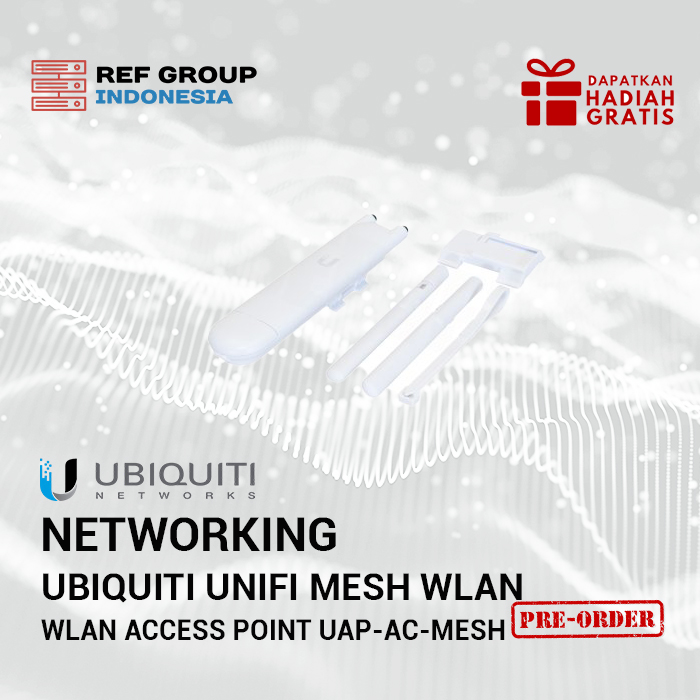 REF GROUP
INDONESIA
DAPATKAN
HADIAH
GRATIS
UBIQUITI
NETWORKS
NETWORKING
UBIQUITI UNIFI MESH WLAN
WLAN ACCESS POINT UAP-AC-MESH
PRE-ORDER